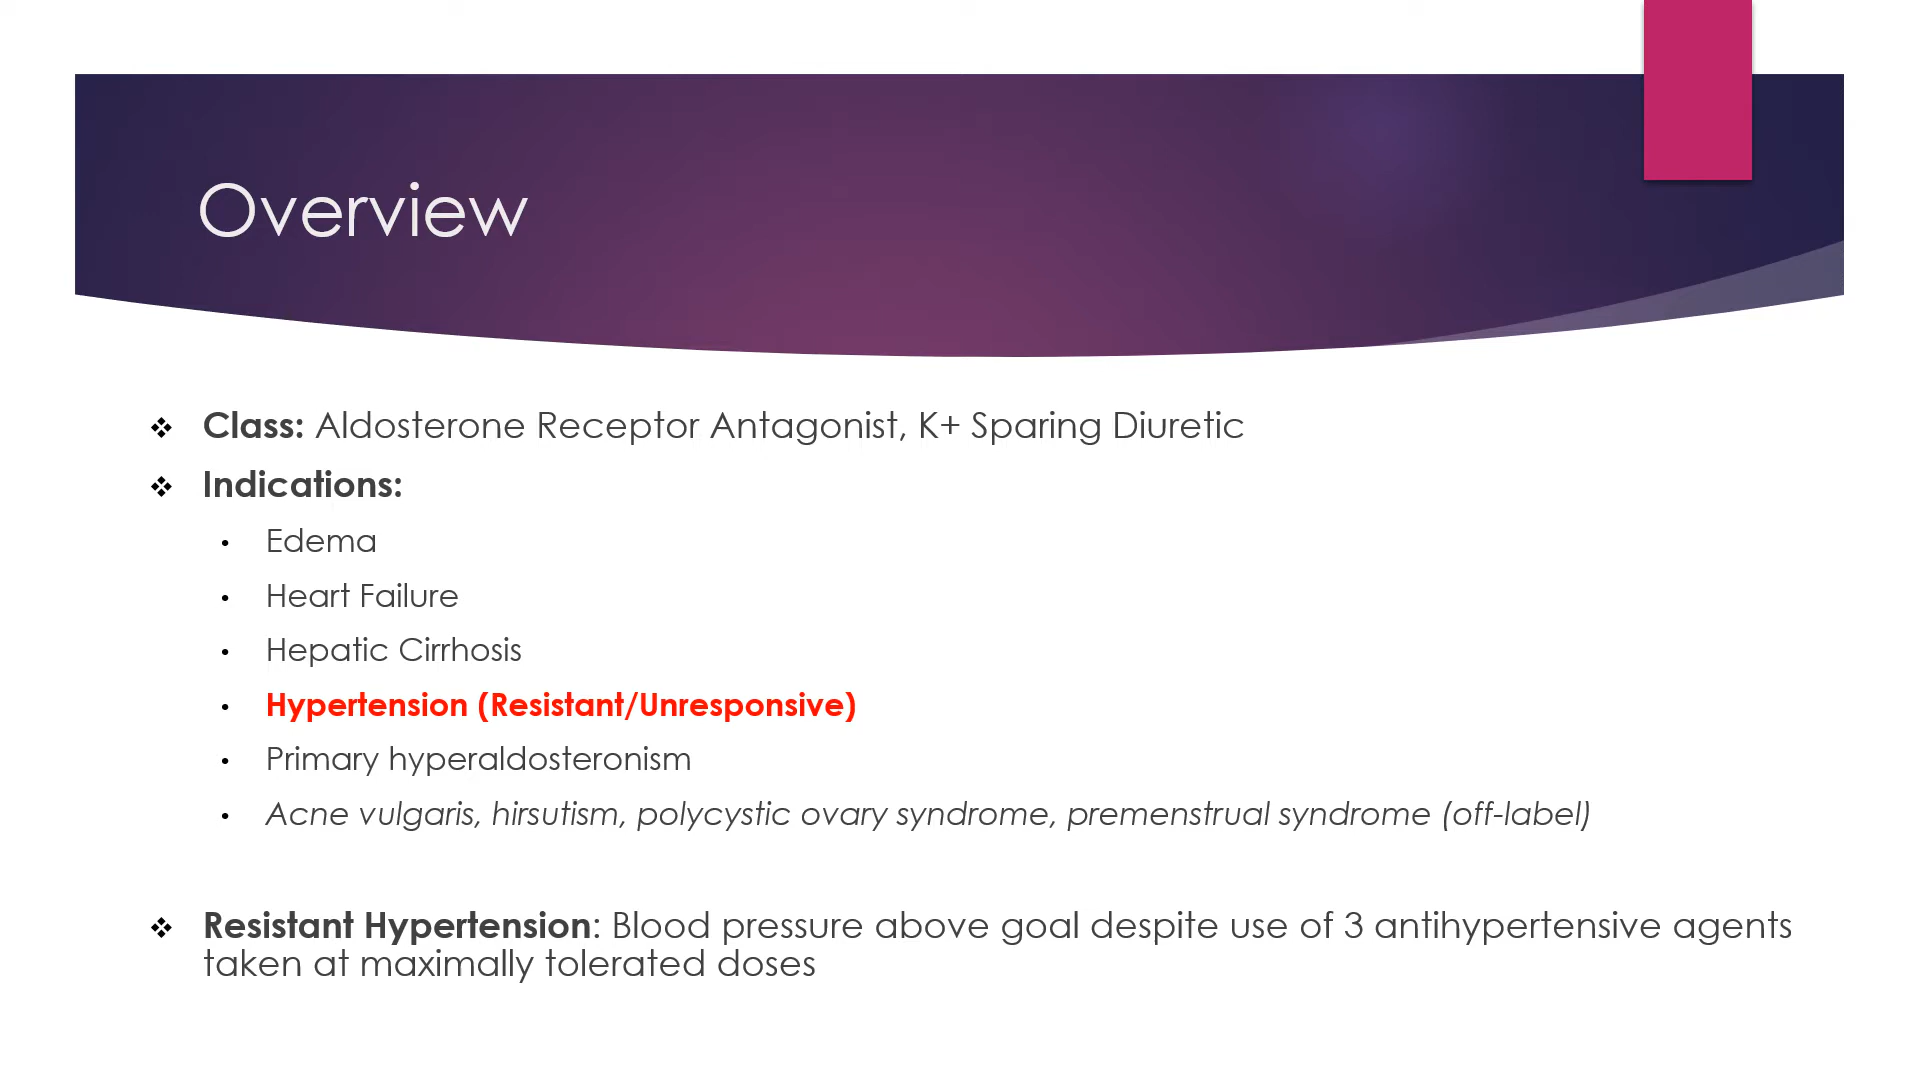 Overview
Class: Aldosterone Receptor Antagonist, K+ Sparing Diuretic
Indications:
Edema
Heart Failure
Hepatic Cirrhosis
Hypertension (Resistant/Unresponsive)
Primary hyperaldosteronism
Acne vulgaris, hirsutism, polycystic ovary syndrome, premenstrual syndrome (off-label)
Resistant Hypertension: Blood pressure above goal despite use of 3 antihypertensive agents
taken at maximally tolerated doses